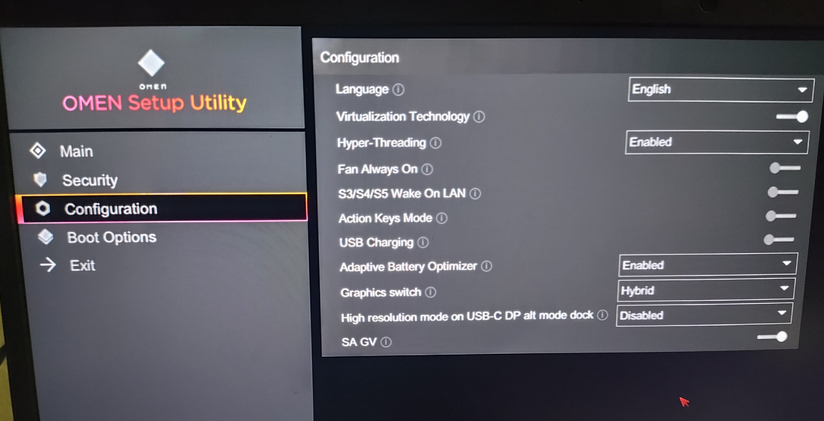 OMEN
OMEN Setup Utility
Main
Security
Configuration
Boot Options
Exit
Configuration
Language
English
Virtualization Technology
Hyper-Threading
Enabled
Fan Always On
S3/S4/S5 Wake On LAN
Action Keys Mode
USB Charging
Adaptive Battery Optimizer
Enabled
Graphics switch
Hybrid
High resolution mode on USB-C DP alt mode dock
Disabled
SA GV